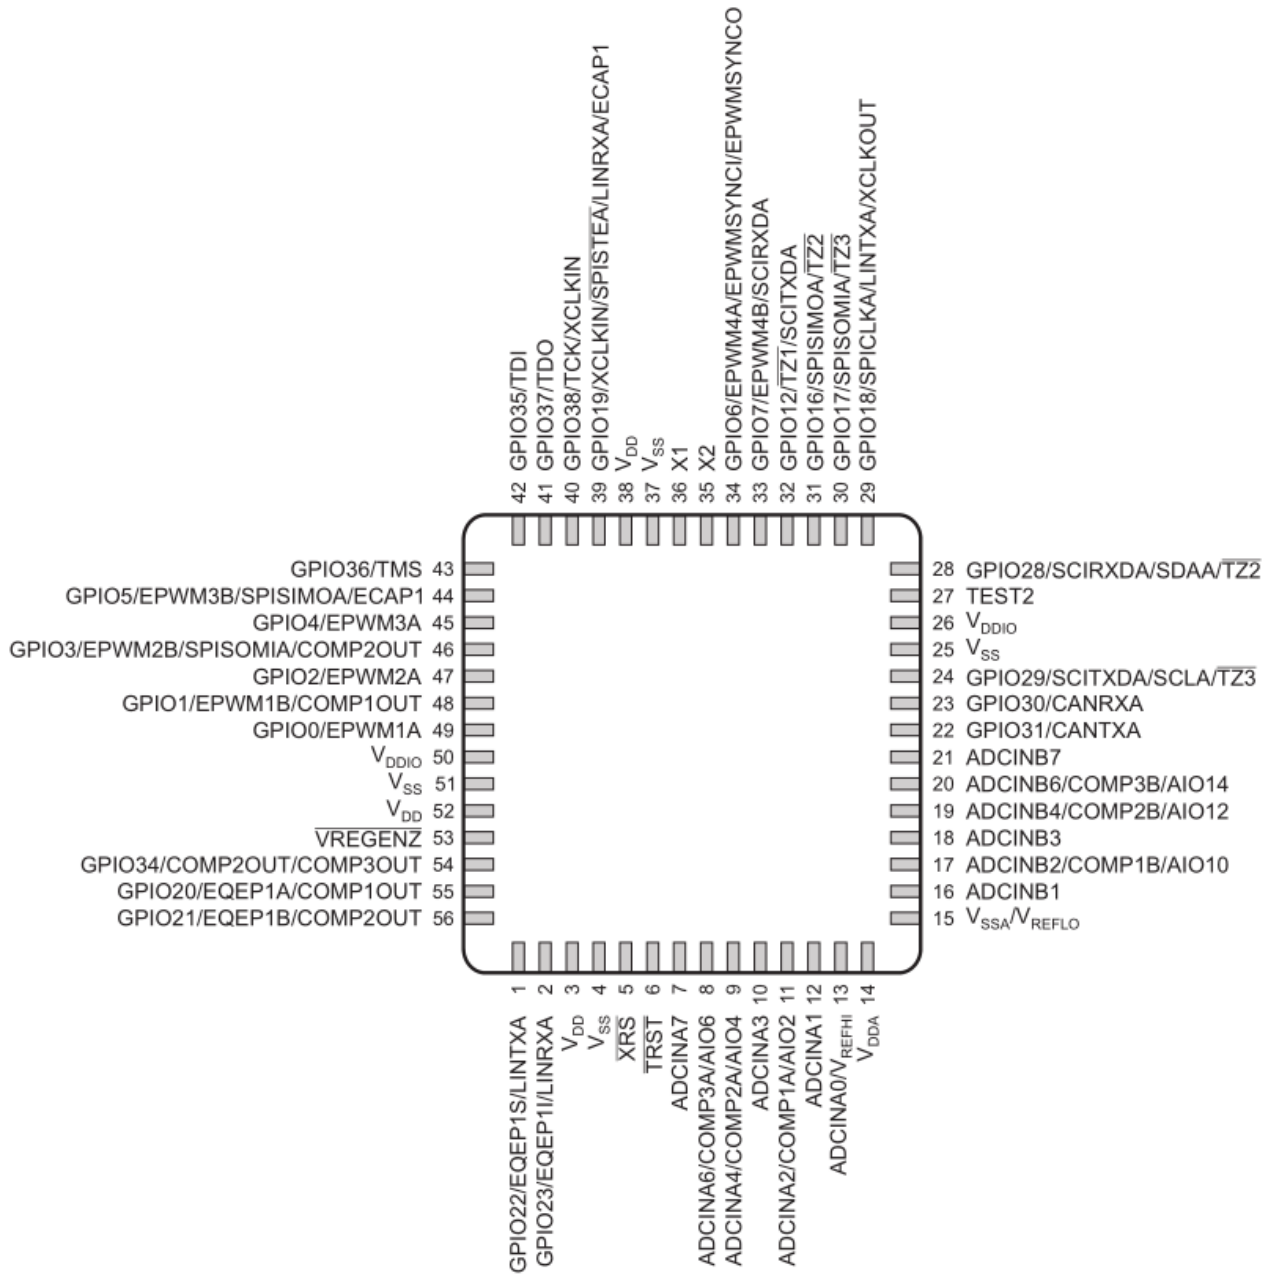 42 GPIO35/TDI
41 GPIO37/TDO
40 GPIO38/TCK/XCLKIN
39 GPIO19/XCLKIN/SPISTEA/LINRXA/ECAP1
38 VDD
37 VSS
36 X1
35 X2
34 GPIO6/EPWM4A/EPWMSYNCI/EPWMSYNCO
33 GPIO7/EPWM4B/SCIRXDA
32 GPIO12/TZ1/SCITXDA
31 GPIO16/SPISIMOA/TZ2
30 GPIO17/SPISOMIA/TZ3
29 GPIO18/SPICLKA/LINTXA/XCLKOUT
GPIO36/TMS 43
GPIO5/EPWM3B/SPISIMOA/ECAP1 44
GPIO4/EPWM3A 45
GPIO3/EPWM2B/SPISOMIA/COMP2OUT 46
GPIO2/EPWM2A 47
GPIO1/EPWM1B/COMP1OUT 48
GPIO0/EPWM1A 49
VDDIO 50
VSS 51
VDD 52
VREGENZ 53
GPIO34/COMP2OUT/COMP3OUT 54
GPIO20/EQEP1A/COMP1OUT 55
GPIO21/EQEP1B/COMP2OUT 56
28 GPIO28/SCIRXDA/SDAA/TZ2
27 TEST2
26 VDDIO
25 VSS
24 GPIO29/SCITXDA/SCLA/TZ3
23 GPIO30/CANRXA
22 GPIO31/CANTXA
21 ADCINB7
20 ADCINB6/COMP3B/AIO14
19 ADCINB4/COMP2B/AIO12
18 ADCINB3
17 ADCINB2/COMP1B/AIO10
16 ADCINB1
15 VSSA/VREFLO
GPIO22/EQEP1S/LINTXA 1
GPIO23/EQEP1I/LINRXA 2
VDD 3
VSS 4
XRS 5
TRST 6
ADCINA7 7
ADCINA6/COMP3A/AIO6 8
ADCINA4/COMP2A/AIO4 9
ADCINA3 10
ADCINA2/COMP1A/AIO2 11
ADCINA1 12
ADCINA0/VREFHI 13
VDDA 14